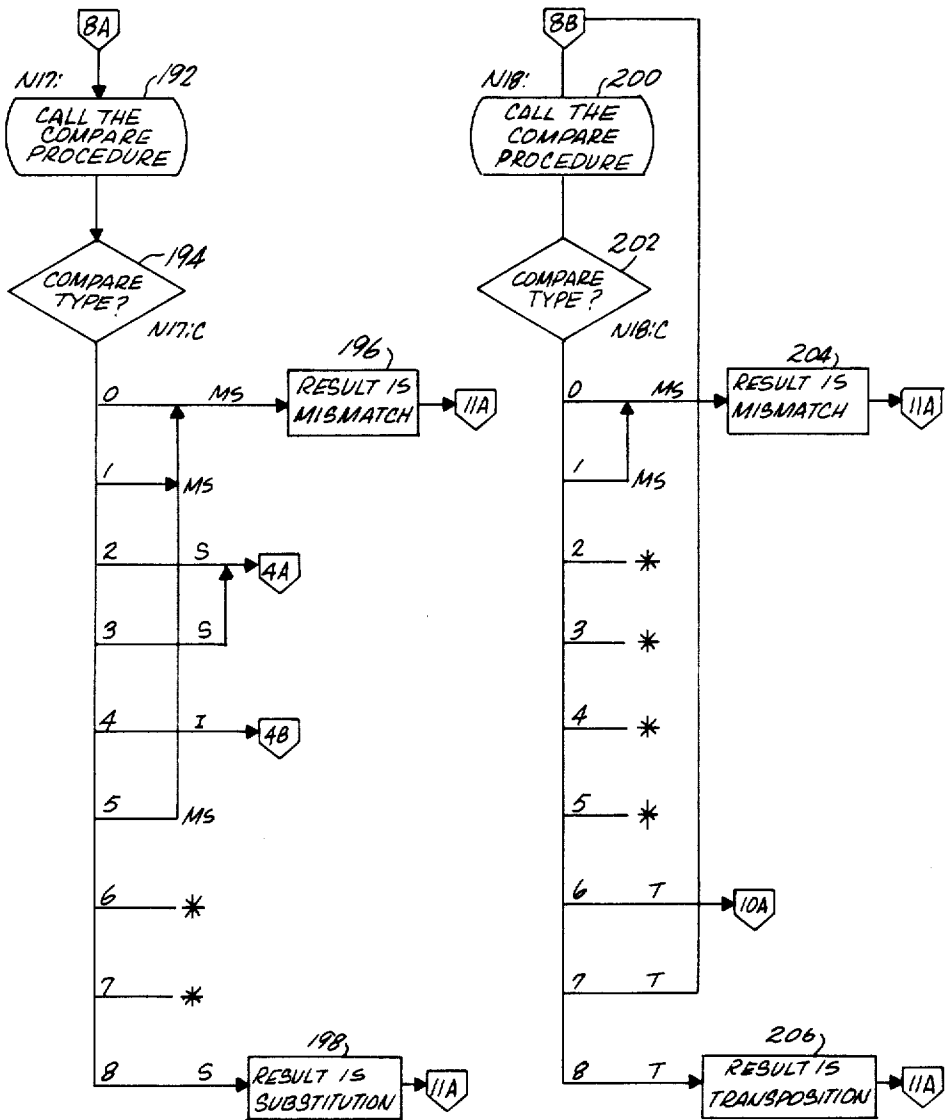 8A
N17:
192
CALL THE
COMPARE
PROCEDURE
194
COMPARE
TYPE?
N17:C
0 MS
196
RESULT IS
MISMATCH
11A
1 MS
2 S
4A
3 S
4 I
4B
5 MS
6 *
7 *
8 S
198
RESULT IS
SUBSTITUTION
11A
8B
N18:
200
CALL THE
COMPARE
PROCEDURE
202
COMPARE
TYPE?
N18:C
0 MS
204
RESULT IS
MISMATCH
11A
1 MS
2 *
3 *
4 *
5 *
6 T
10A
7 T
8 T
206
RESULT IS
TRANSPOSITION
11A